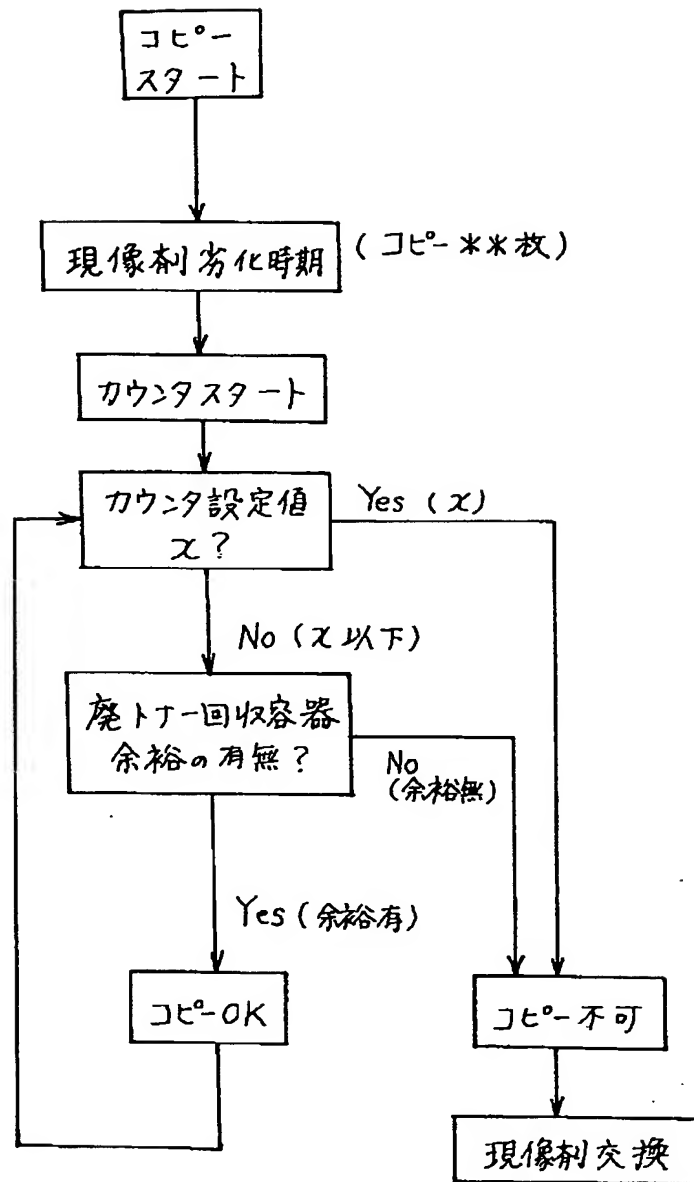 コピー
スタート
現像剤劣化時期
(コピー**枚)
カウンタスタート
カウンタ設定値
x?
Yes (x)
No (x以下)
廃トナー回収容器
余裕の有無?
No
(余裕無)
Yes (余裕有)
コピーOK
コピー不可
現像剤交換